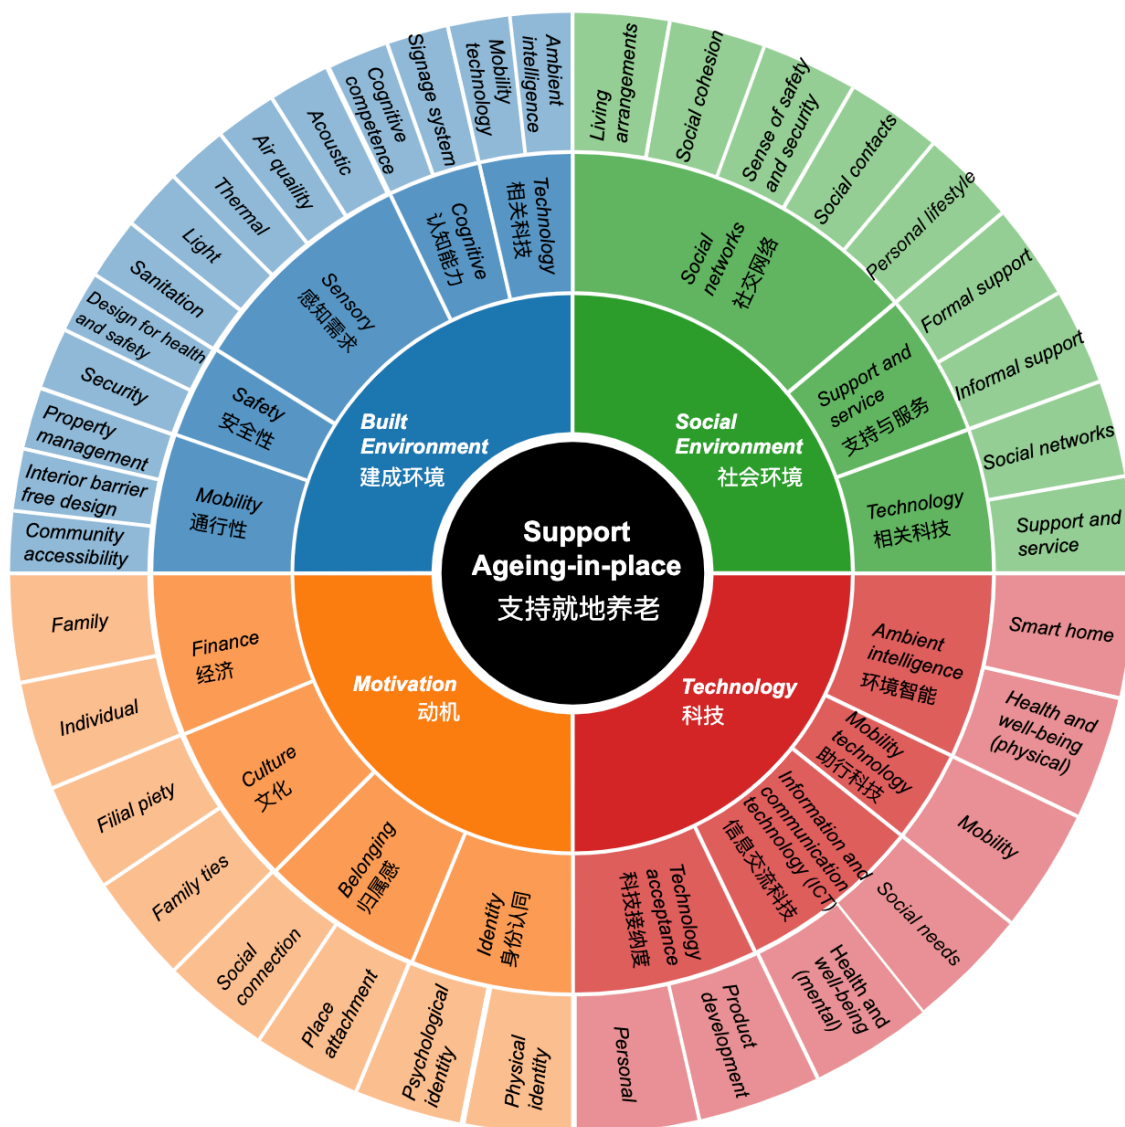 Support
Ageing-in-place
支持就地养老
Built
Environment
建成环境
Social
Environment
社会环境
Technology
科技
Motivation
动机
Mobility
通行性
Safety
安全性
Sensory
感知需求
Cognitive
认知能力
Technology
相关科技
Social
networks
社交网络
Support and
service
支持与服务
Technology
相关科技
Ambient
intelligence
环境智能
Mobility
technology
助行科技
Information and
communication
technology (ICT)
信息交流科技
Technology
acceptance
科技接纳度
Identity
身份认同
Belonging
归属感
Culture
文化
Finance
经济
Community
accessibility
Interior barrier
free design
Property
management
Security
Design for health
and safety
Sanitation
Light
Thermal
Air quaility
Acoustic
Cognitive
competence
Signage system
Mobility
technology
Ambient
intelligence
Living
arrangements
Social cohesion
Sense of safety
and security
Social contacts
Personal lifestyle
Formal support
Informal support
Social networks
Support and
service
Smart home
Health and
well-being
(physical)
Mobility
Social needs
Health and
well-being
(mental)
Product
development
Personal
Physical
identity
Psychological
identity
Place
attachment
Social
connection
Family ties
Filial piety
Individual
Family